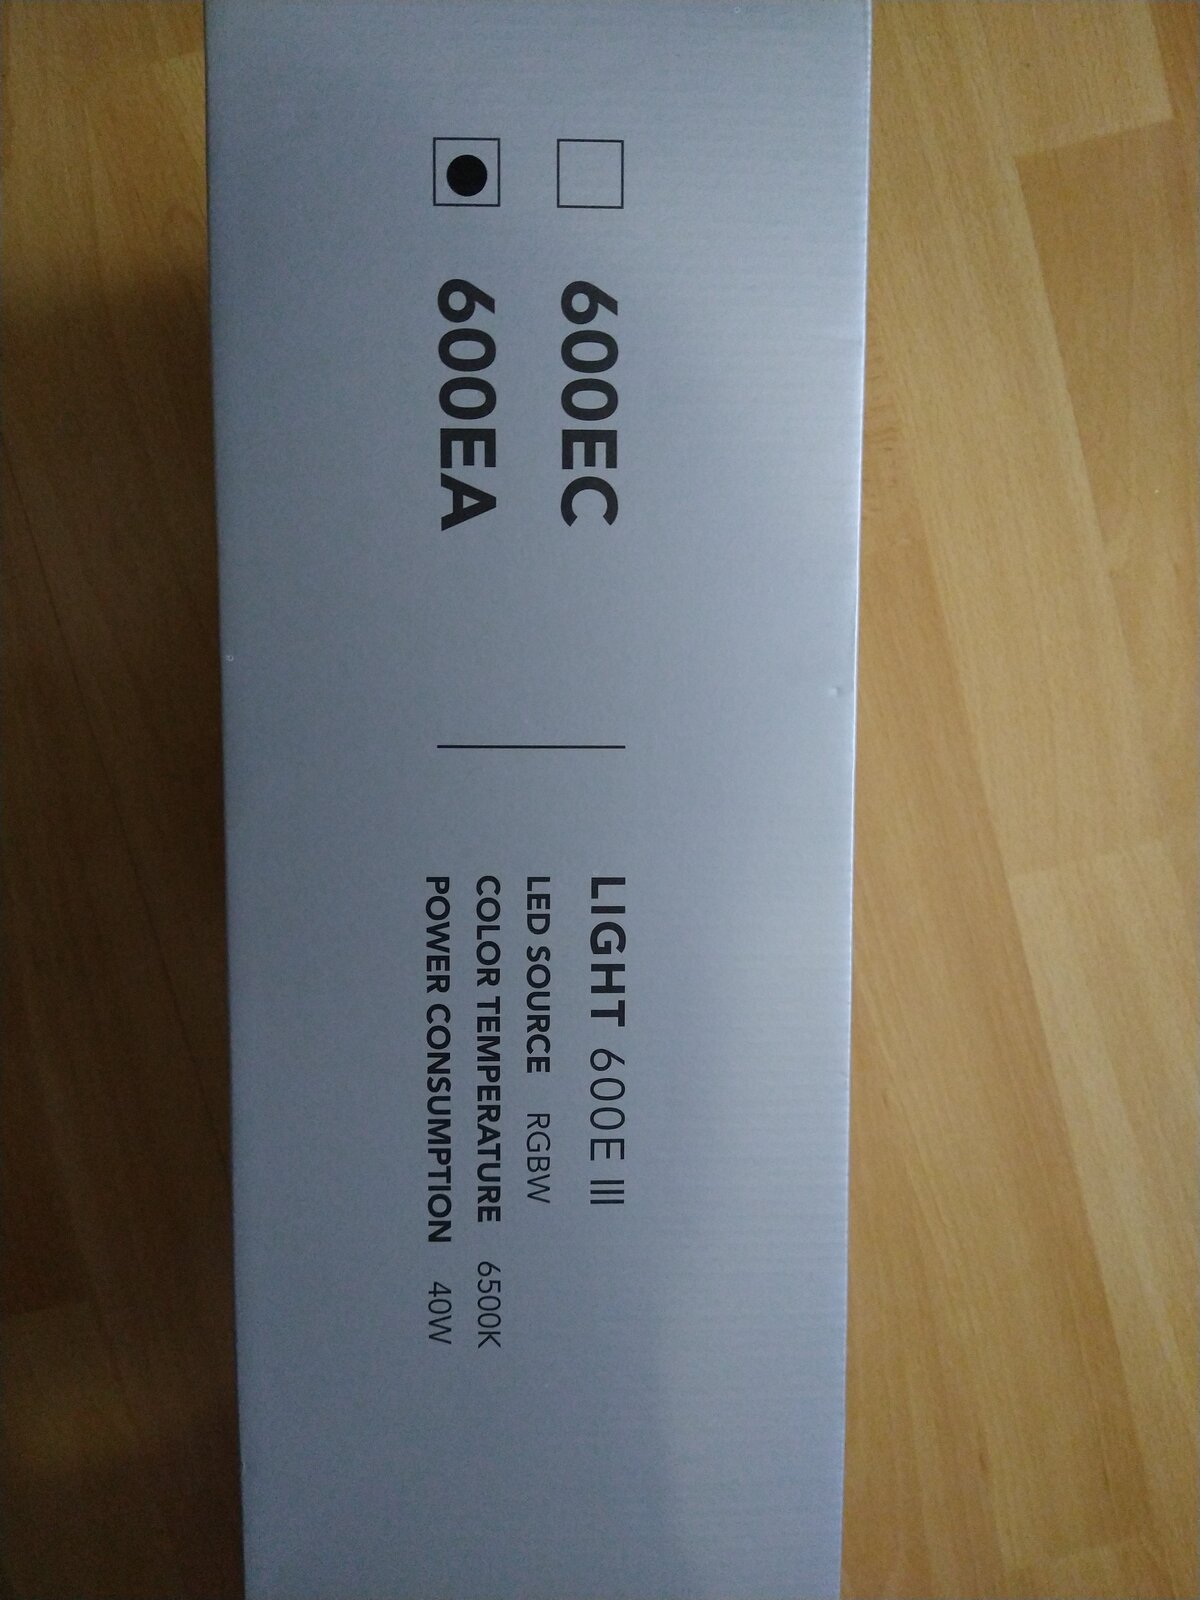 600EC
600EA
LIGHT 600E III
LED SOURCE RGBW
COLOR TEMPERATURE 6500K
POWER CONSUMPTION 40W